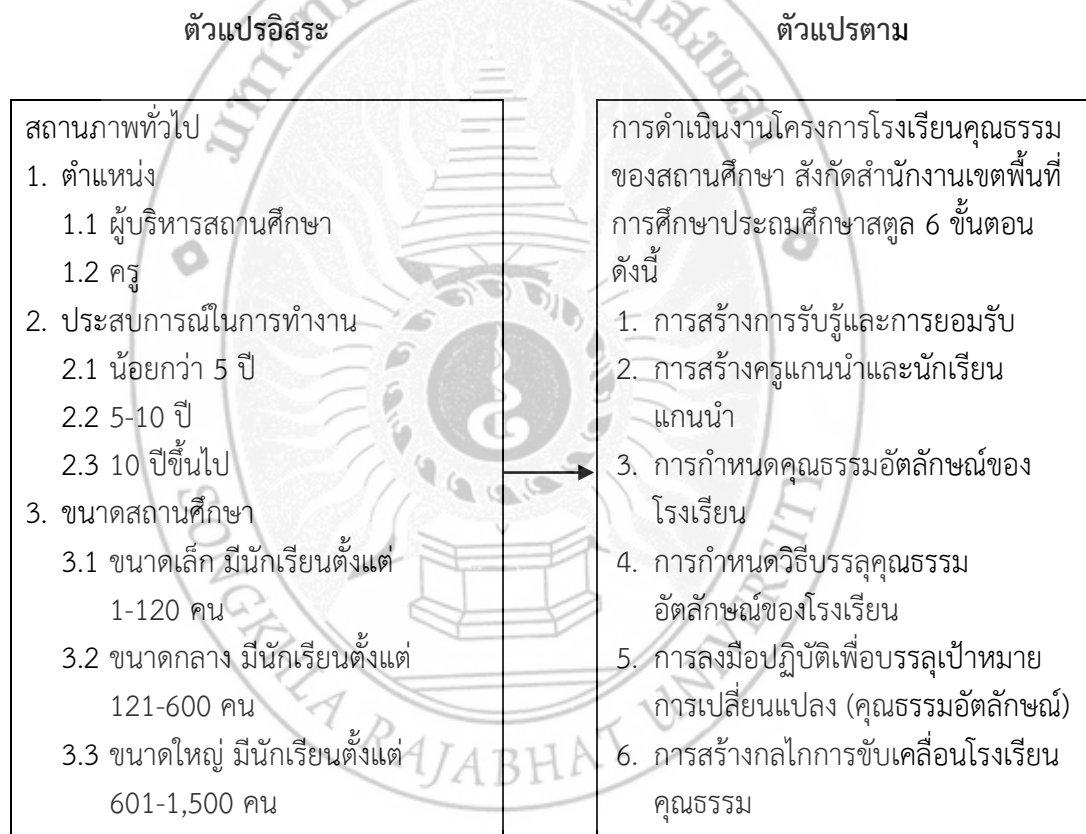 ตัวแปรอิสระ
ตัวแปรตาม
สถานภาพทั่วไป
1. ตำแหน่ง
1.1 ผู้บริหารสถานศึกษา
1.2 ครู
2. ประสบการณ์ในการทำงาน
2.1 น้อยกว่า 5 ปี
2.2 5-10 ปี
2.3 10 ปีขึ้นไป
3. ขนาดสถานศึกษา
3.1 ขนาดเล็ก มีนักเรียนตั้งแต่
1-120 คน
3.2 ขนาดกลาง มีนักเรียนตั้งแต่
121-600 คน
3.3 ขนาดใหญ่ มีนักเรียนตั้งแต่
601-1,500 คน
การดำเนินงานโครงการโรงเรียนคุณธรรม
ของสถานศึกษา สังกัดสำนักงานเขตพื้นที่
การศึกษาประถมศึกษาสตูล 6 ขั้นตอน
ดังนี้
1. การสร้างการรับรู้และการยอมรับ
2. การสร้างครูแกนนำและนักเรียน
แกนนำ
3. การกำหนดคุณธรรมอัตลักษณ์ของ
โรงเรียน
4. การกำหนดวิธีบรรลุคุณธรรม
อัตลักษณ์ของโรงเรียน
5. การลงมือปฏิบัติเพื่อบรรลุเป้าหมาย
การเปลี่ยนแปลง (คุณธรรมอัตลักษณ์)
6. การสร้างกลไกการขับเคลื่อนโรงเรียน
คุณธรรม
SONGKHLA RAJABHAT UNIVERSITY